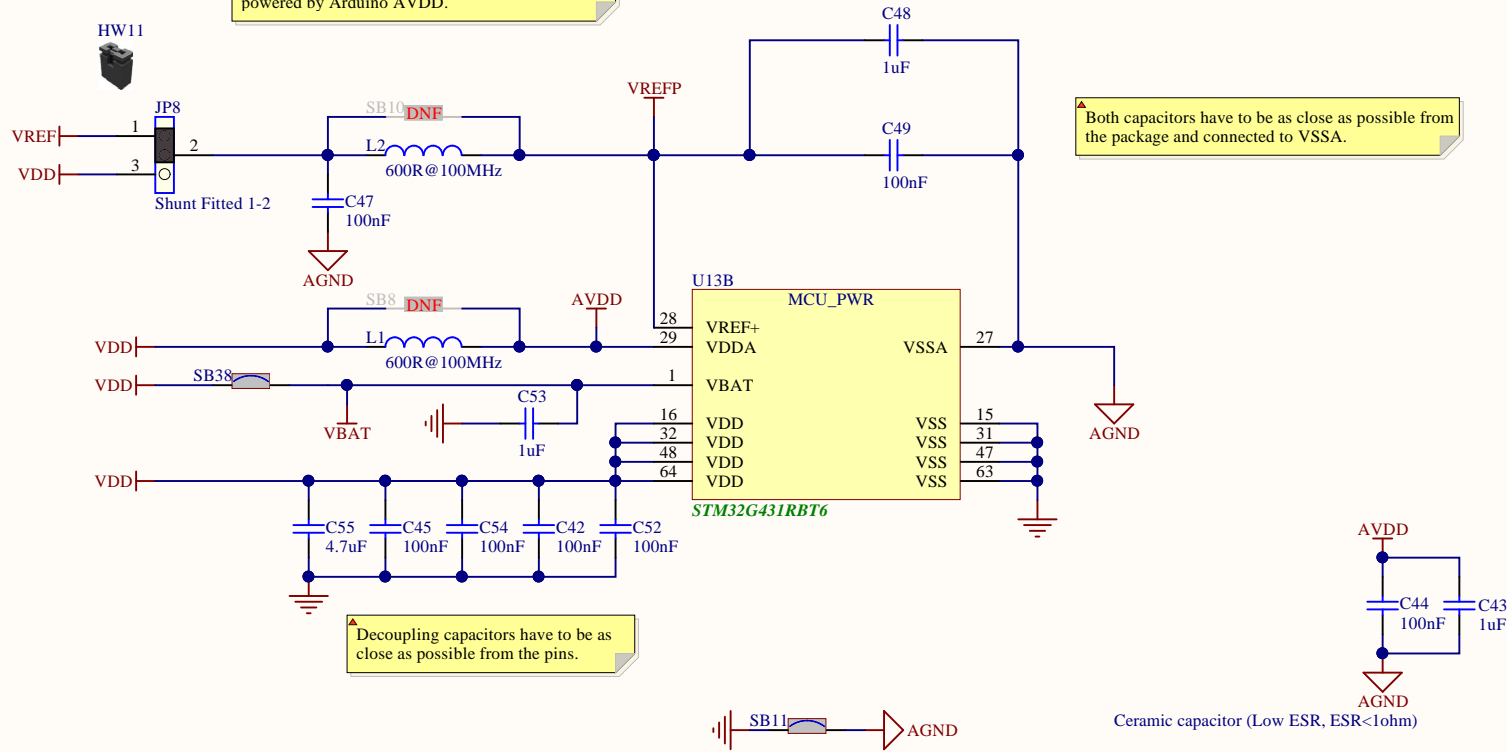 powered by Arduino AVDD.
HW11
JP8
VREF
1
2
VDD
3
Shunt Fitted 1-2
SB10
DNF
L2
600R@100MHz
C47
100nF
AGND
VREFP
C48
1uF
C49
100nF
Both capacitors have to be as close as possible from
the package and connected to VSSA.
SB8
DNF
VDD
L1
600R@100MHz
AVDD
VDD
SB38
VBAT
C53
1uF
VDD
U13B
MCU_PWR
28
VREF+
29
VDDA
1
VBAT
16
VDD
32
VDD
48
VDD
64
VDD
VSSA
27
VSS
15
VSS
31
VSS
47
VSS
63
STM32G431RBT6
AGND
C55
4.7uF
C45
100nF
C54
100nF
C42
100nF
C52
100nF
Decoupling capacitors have to be as
close as possible from the pins.
SB11
AGND
AVDD
C44
100nF
C43
1uF
AGND
Ceramic capacitor (Low ESR, ESR<1ohm)